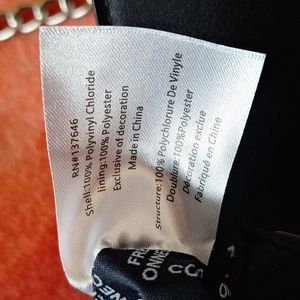 RN#137646
Shell:100% Polyvinyl Chloride
lining:100% Polyester
Exclusive of decoration
Made in China
Structure:100% Polychlorure De Vinyle
Doublure:100%Polyester
Décoration exclue
Fabriqué en Chine